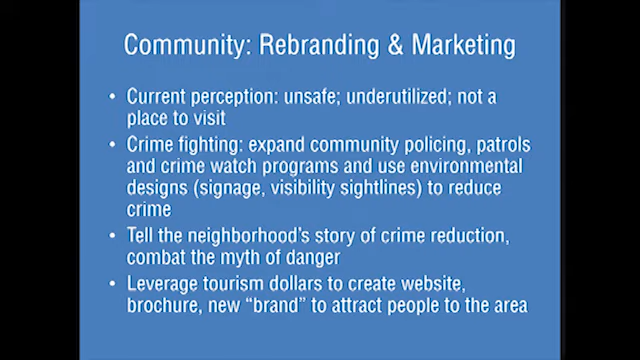 Community: Rebranding & Marketing
• Current perception: unsafe; underutilized; not a
place to visit
• Crime fighting: expand community policing, patrols
and crime watch programs and use environmental
designs (signage, visibility sightlines) to reduce
crime
• Tell the neighborhood's story of crime reduction,
combat the myth of danger
• Leverage tourism dollars to create website,
brochure, new “brand” to attract people to the area